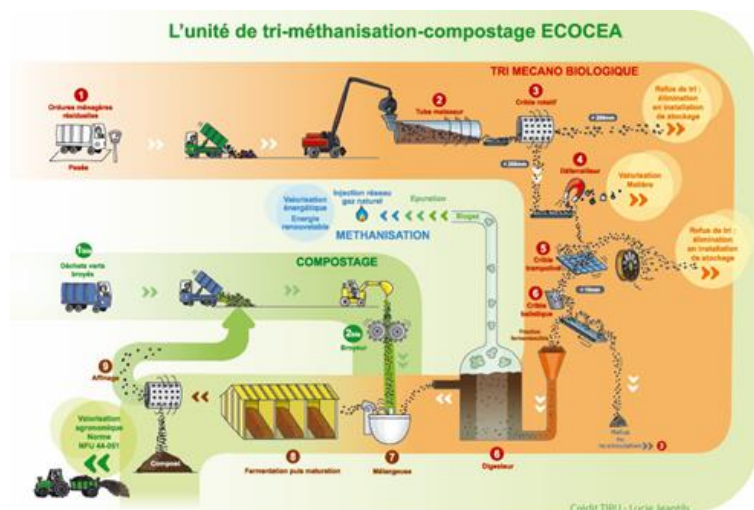 L'unité de tri-méthanisation-compostage ECOCEA
TRI MECANO BIOLOGIQUE
1
Ordures ménagères
résiduelles
Pesée
2
Tube malaxeur
3
Crible rotatif
Refus de tri :
élimination
en installation
de stockage
4
Déferrailleur
Valorisation
Matière
Valorisation
énergétique
Energie
renouvelable
Injection réseau
gaz naturel
Epuration
Biogaz
METHANISATION
5
Crible
trampoline
Refus de tri :
élimination
en installation
de stockage
6
Crible
balistique
Fraction
fermentescible
1bis
Déchets verts
broyés
COMPOSTAGE
2bis
Broyeur
9
Affinage
Valorisation
agronomique
Norme
NFU 44-051
Compost
8
Fermentation puis maturation
7
Mélangeuse
6
Digesteur
Refus
Crédit TIRU - Lucie Jeantils